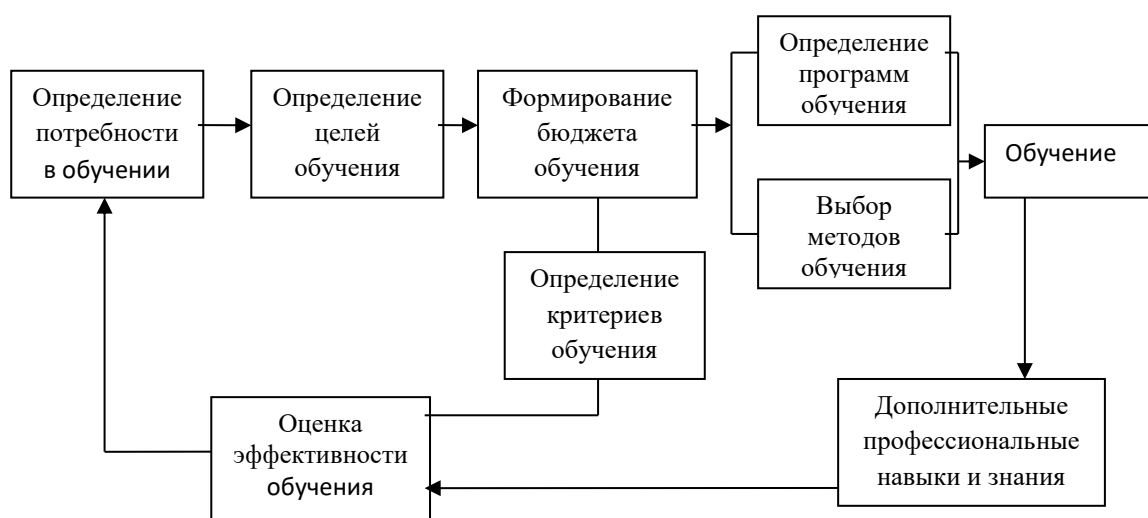 Определение
потребности
в обучении
Определение
целей
обучения
Формирование
бюджета
обучения
Определение
программ
обучения
Выбор
методов
обучения
Обучение
Определение
критериев
обучения
Оценка
эффективности
обучения
Дополнительные
профессиональные
навыки и знания